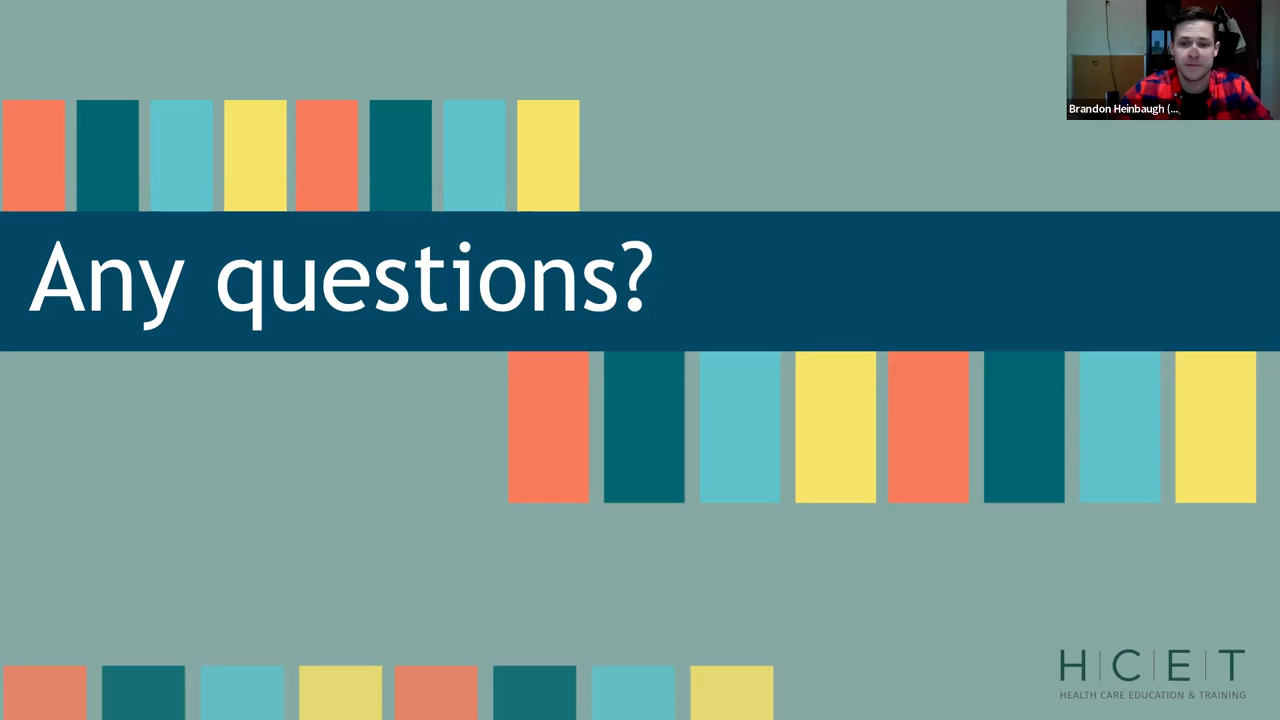 Brandon Heinbaugh (...
Any questions?
HCET
HEALTH CARE EDUCATION & TRAINING